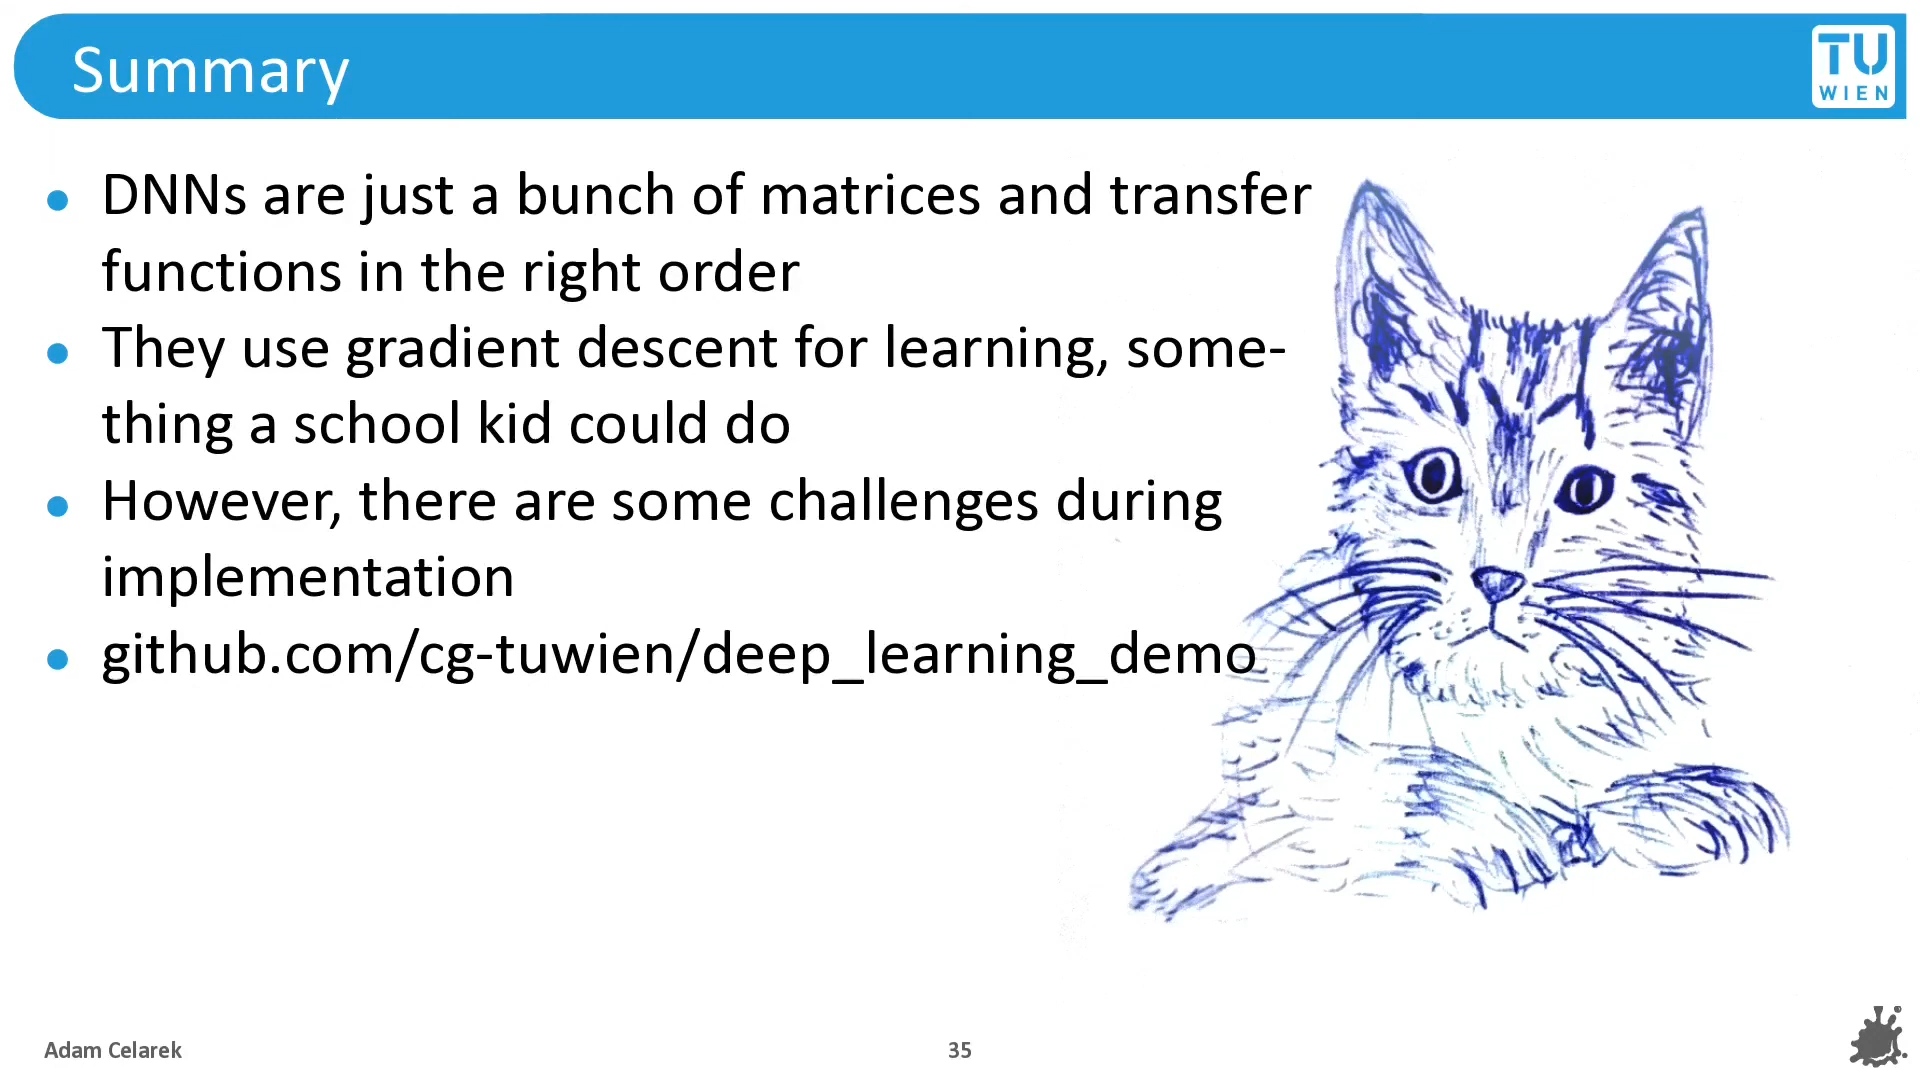 Summary
TU
WIEN
DNNs are just a bunch of matrices and transfer
functions in the right order
They use gradient descent for learning, some-
thing a school kid could do
However, there are some challenges during
implementation
github.com/cg-tuwien/deep_learning_demo
Adam Celarek
35